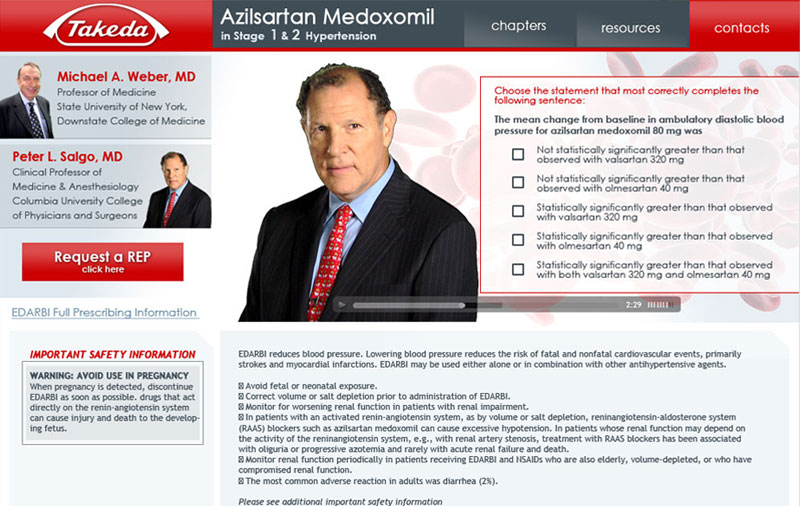 Takeda
Azilsartan Medoxomil
in Stage 1 & 2 Hypertension
chapters
resources
contacts
Michael A. Weber, MD
Professor of Medicine
State University of New York,
Downstate College of Medicine
Peter L. Salgo, MD
Clinical Professor of
Medicine & Anesthesiology
Columbia University College
of Physicians and Surgeons
Request a REP
click here
EDARBI Full Prescribing Information
Choose the statement that most correctly completes the
following sentence:
The mean change from baseline in ambulatory diastolic blood
pressure for azilsartan medoxomil 80 mg was
Not statistically significantly greater than that
observed with valsartan 320 mg
Not statistically significantly greater than that
observed with olmesartan 40 mg
Statistically significantly greater than that observed
with valsartan 320 mg
Statistically significantly greater than that observed
with olmesartan 40 mg
Statistically significantly greater than that observed
with both valsartan 320 mg and olmesartan 40 mg
2:29
IMPORTANT SAFETY INFORMATION
WARNING: AVOID USE IN PREGNANCY
When pregnancy is detected, discontinue
EDARBI as soon as possible. drugs that act
directly on the renin-angiotensin system
can cause injury and death to the develop-
ing fetus.
EDARBI reduces blood pressure. Lowering blood pressure reduces the risk of fatal and nonfatal cardiovascular events, primarily
strokes and myocardial infarctions. EDARBI may be used either alone or in combination with other antihypertensive agents.
Avoid fetal or neonatal exposure.
Correct volume or salt depletion prior to administration of EDARBI.
Monitor for worsening renal function in patients with renal impairment.
In patients with an activated renin-angiotensin system, as by volume or salt depletion, reninangiotensin-aldosterone system
(RAAS) blockers such as azilsartan medoxomil can cause excessive hypotension. In patients whose renal function may depend on
the activity of the reninangiotensin system, e.g., with renal artery stenosis, treatment with RAAS blockers has been associated
with oliguria or progressive azotemia and rarely with acute renal failure and death.
Monitor renal function periodically in patients receiving EDARBI and NSAIDs who are also elderly, volume-depleted, or who have
compromised renal function.
The most common adverse reaction in adults was diarrhea (2%).
Please see additional important safety information